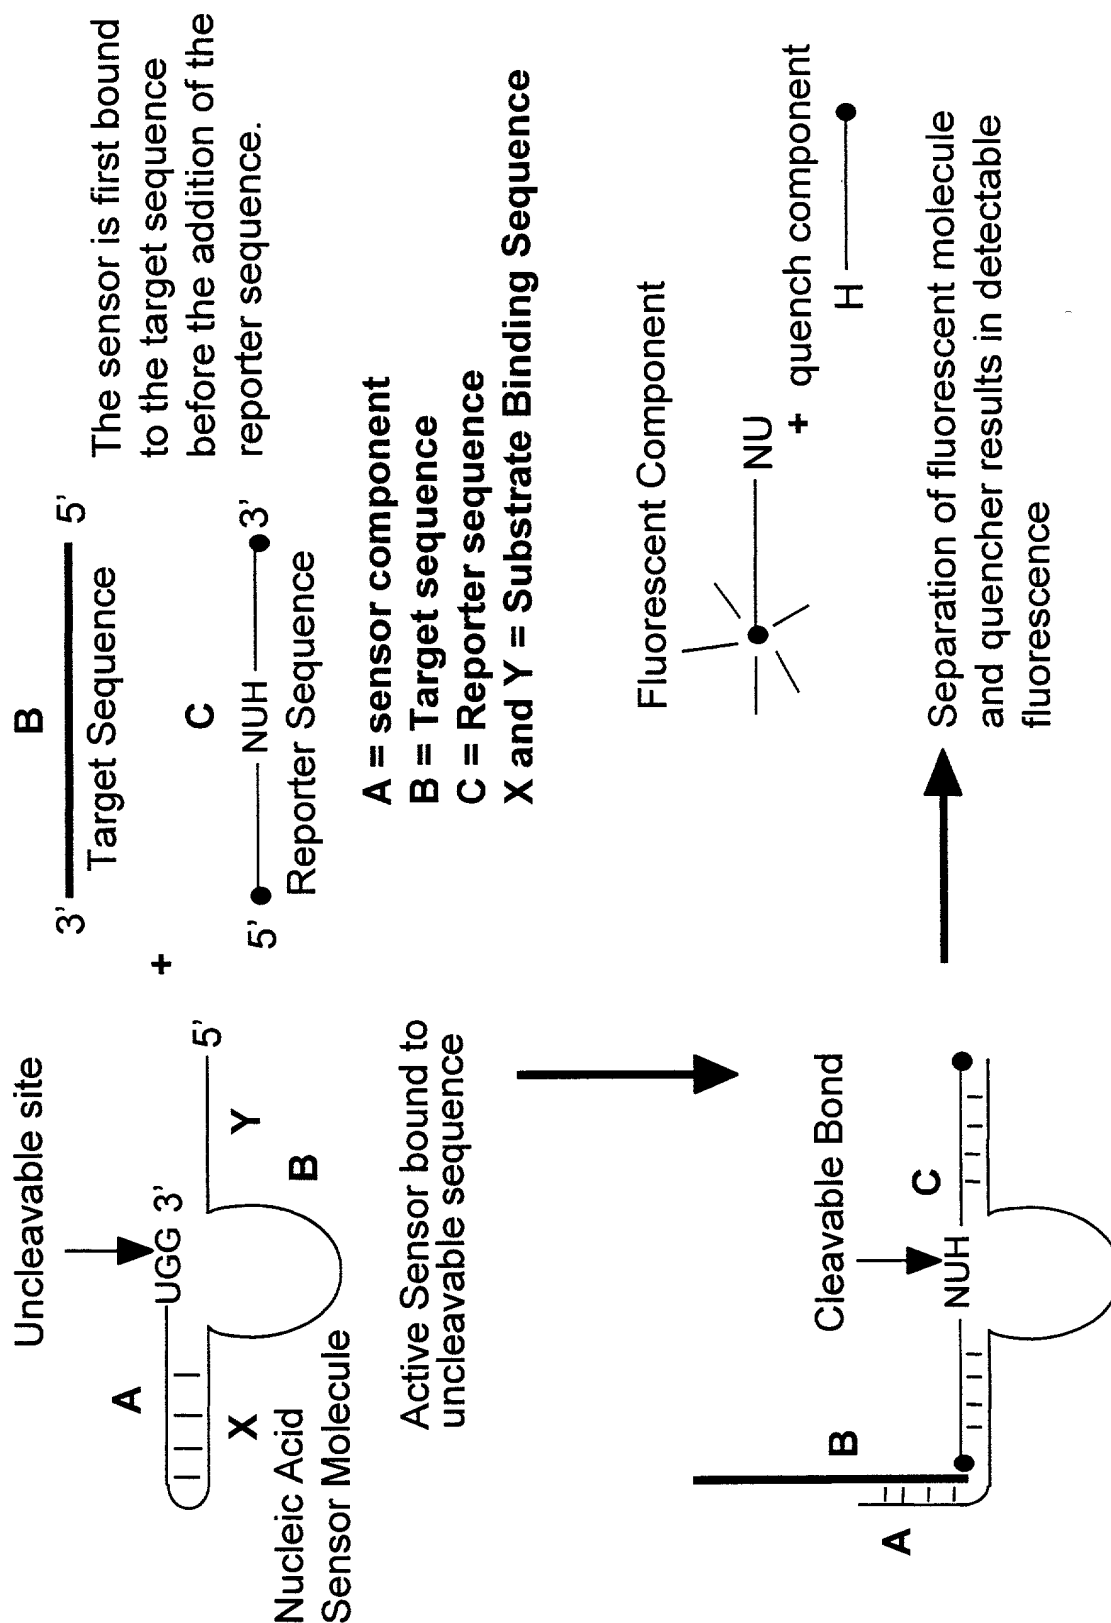 Uncleavable site
A
UGG 3'
X
Y
5'
B
Nucleic Acid
Sensor Molecule
+
B
3'
5'
Target Sequence
C
5'
NUH
3'
Reporter Sequence
The sensor is first bound
to the target sequence
before the addition of the
reporter sequence.
A = sensor component
B = Target sequence
C = Reporter sequence
X and Y = Substrate Binding Sequence
Active Sensor bound to
uncleavable sequence
Cleavable Bond
A
B
NUH
C
Fluorescent Component
NU
+ quench component
H
Separation of fluorescent molecule
and quencher results in detectable
fluorescence